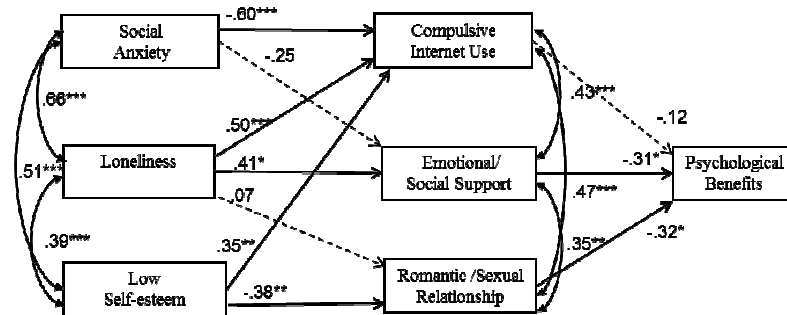 -.60***
Social
Anxiety
Compulsive
Internet Use
-.25
.66***
.43***
-.12
.50***
Loneliness
.41*
Emotional/
Social Support
-.31*
Psychological
Benefits
.51***
.07
.47***
.39***
.35**
.35**
-.32*
Low
Self-esteem
-.38**
Romantic /Sexual
Relationship